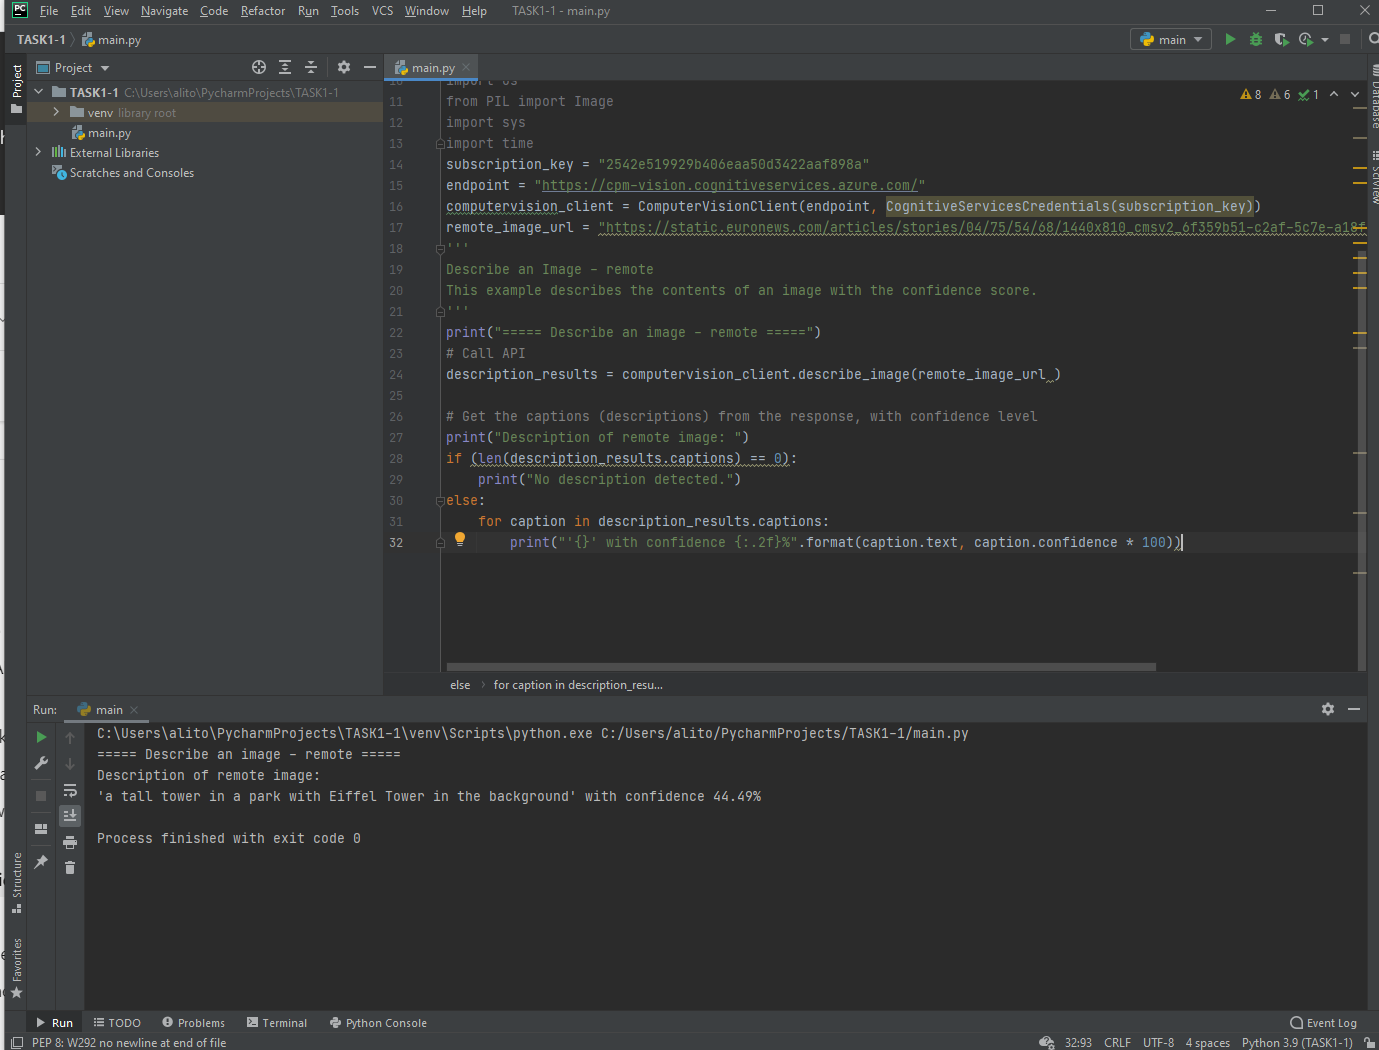 PC File Edit View Navigate Code Refactor Run Tools VCS Window Help TASK1-1 - main.py
TASK1-1 main.py main
Project
TASK1-1 C:\Users\alito\PycharmProjects\TASK1-1
venv library root
main.py
External Libraries
Scratches and Consoles
Project
Structure
Favorites
main.py
8 6 1
Database
SciView
10 import os
11 from PIL import Image
12 import sys
13 import time
14 subscription_key = "2542e519929b406eaa50d3422aaf898a"
15 endpoint = "https://cpm-vision.cognitiveservices.azure.com/"
16 computervision_client = ComputerVisionClient(endpoint, CognitiveServicesCredentials(subscription_key))
17 remote_image_url = "https://static.euronews.com/articles/stories/04/75/54/68/1440x810_cmsv2_6f359b51-c2af-5c7e-a18f
18 '''
19 Describe an Image - remote
20 This example describes the contents of an image with the confidence score.
21 '''
22 print("===== Describe an image - remote =====")
23 # Call API
24 description_results = computervision_client.describe_image(remote_image_url )
25
26 # Get the captions (descriptions) from the response, with confidence level
27 print("Description of remote image: ")
28 if (len(description_results.captions) == 0):
29 print("No description detected.")
30 else:
31 for caption in description_results.captions:
32 print("'{}' with confidence {:.2f}%".format(caption.text, caption.confidence * 100))
else for caption in description_resu...
Run: main
C:\Users\alito\PycharmProjects\TASK1-1\venv\Scripts\python.exe C:/Users/alito/PycharmProjects/TASK1-1/main.py
===== Describe an image - remote =====
Description of remote image:
'a tall tower in a park with Eiffel Tower in the background' with confidence 44.49%
Process finished with exit code 0
Run TODO Problems Terminal Python Console Event Log
PEP 8: W292 no newline at end of file 32:93 CRLF UTF-8 4 spaces Python 3.9 (TASK1-1)